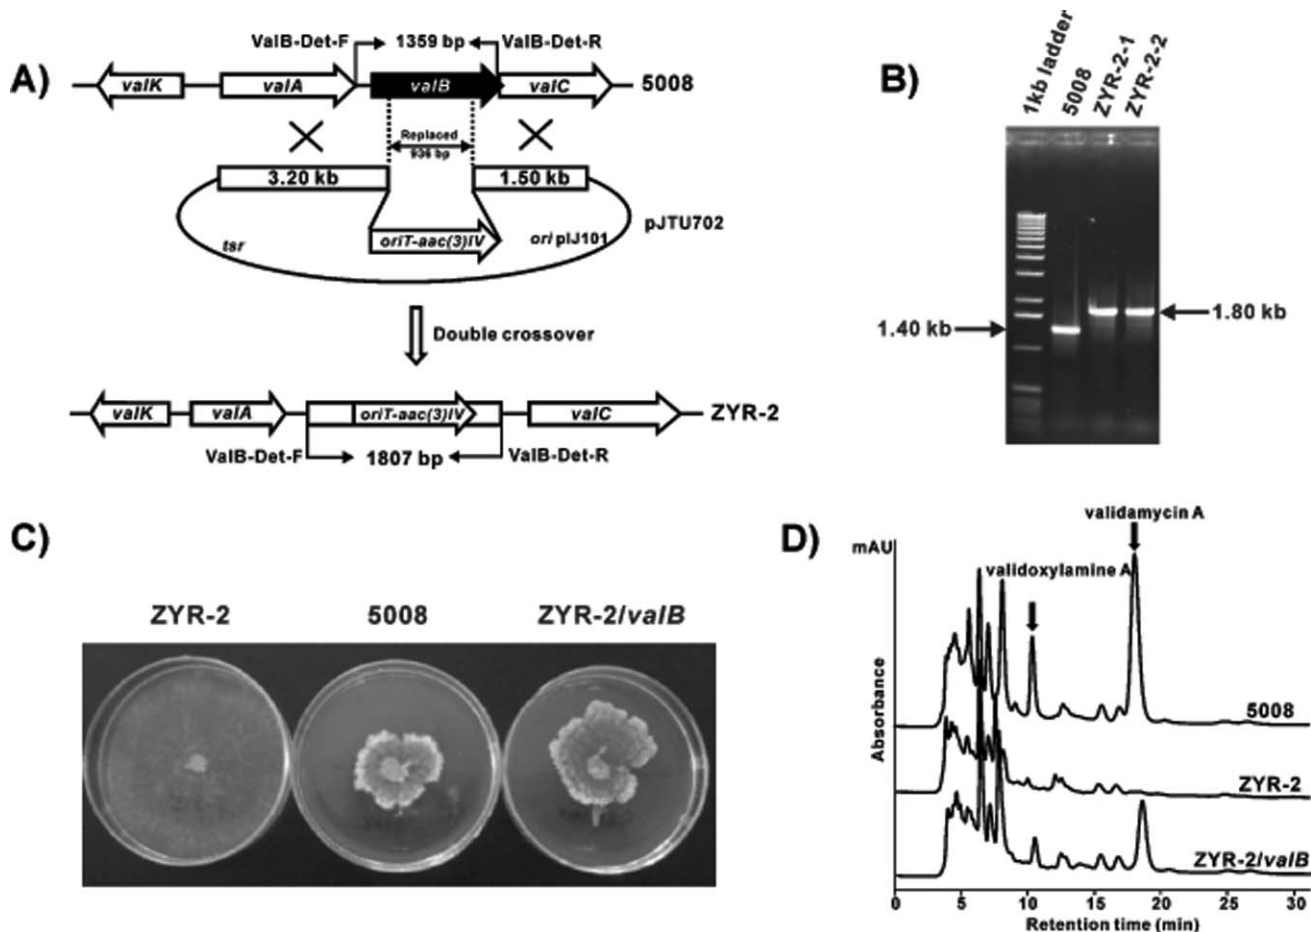 A)
ValB-Det-F 1359 bp ValB-Det-R
valK valA valB valC 5008
Replaced
936 bp
3.20 kb 1.50 kb
pJTU702
oriT-aac(3)IV
tsr ori pIJ101
Double crossover
valK valA oriT-aac(3)IV valC ZYR-2
ValB-Det-F 1807 bp ValB-Det-R
B)
1kb ladder
5008
ZYR-2-1
ZYR-2-2
1.40 kb
1.80 kb
C)
ZYR-2 5008 ZYR-2/valB
D)
validamycin A
mAU
validoxylamine A
Absorbance
5008
ZYR-2
ZYR-2/valB
0 5 10 15 20 30
Retention time (min)